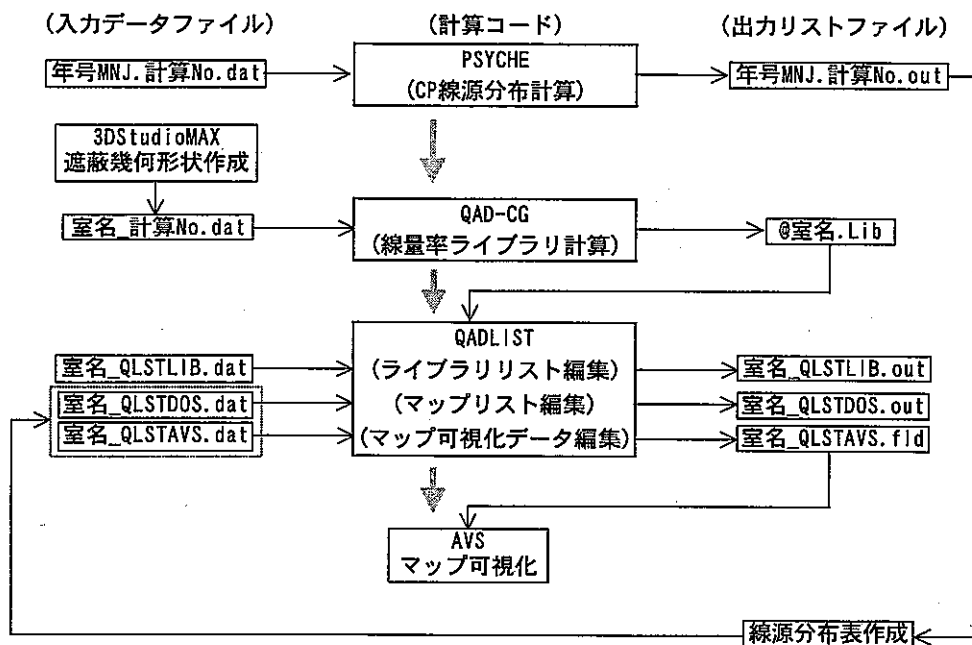 (入力データファイル)
(計算コード)
(出力リストファイル)
年号MNJ.計算No.dat
PSYCHE
(CP線源分布計算)
年号MNJ.計算No.out
3DStudioMAX
遮蔽幾何形状作成
室名_計算No.dat
QAD-CG
(線量率ライブラリ計算)
@室名.Lib
QADLIST
室名_QLSTLIB.dat
(ライブラリリスト編集)
室名_QLSTLIB.out
室名_QLSTDOS.dat
(マップリスト編集)
室名_QLSTDOS.out
室名_QLSTAVS.dat
(マップ可視化データ編集)
室名_QLSTAVS.fld
AVS
マップ可視化
線源分布表作成